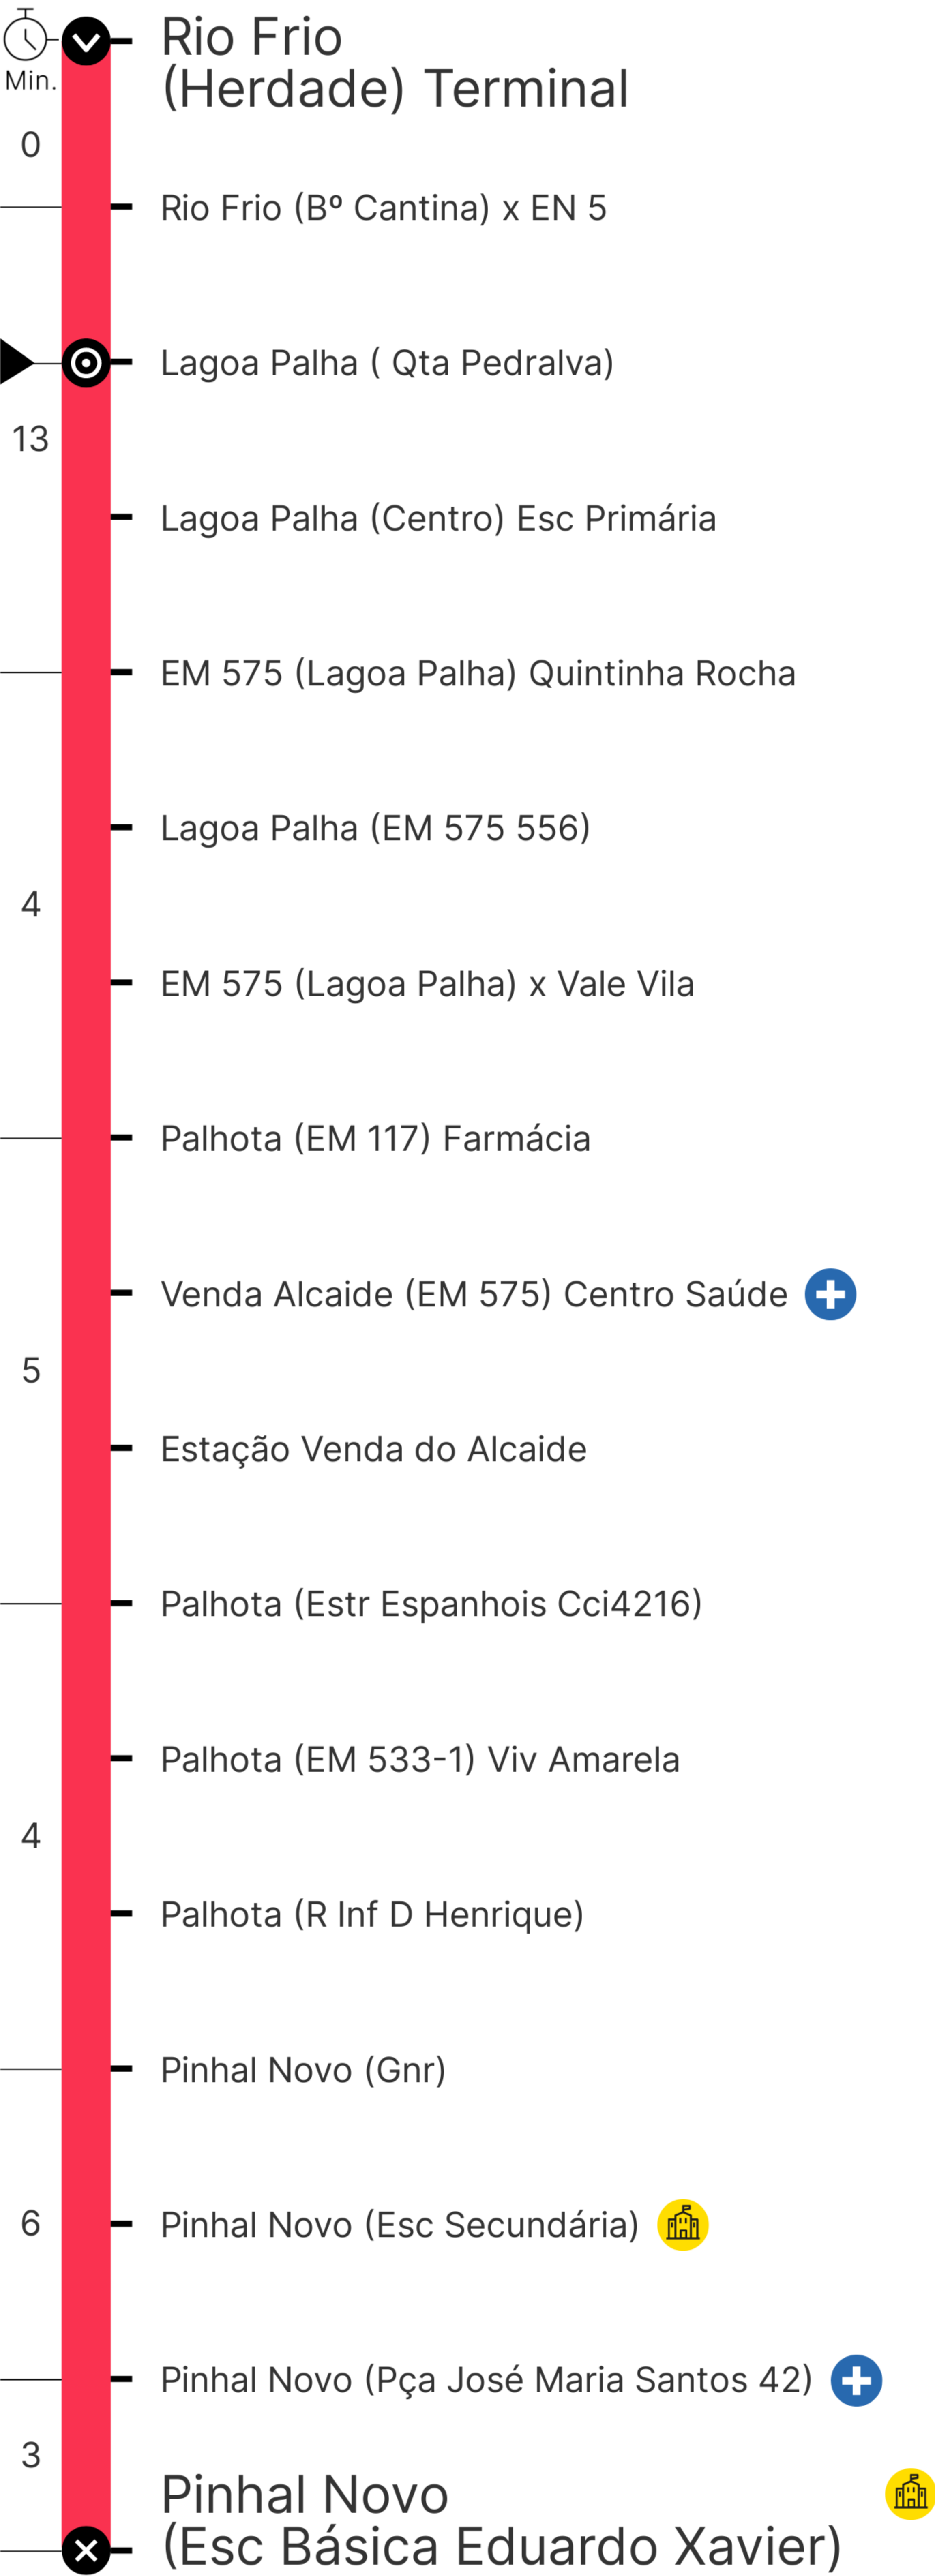 Rio Frio
(Herdade) Terminal
Min.
0
Rio Frio (Bº Cantina) x EN 5
Lagoa Palha ( Qta Pedralva)
13
Lagoa Palha (Centro) Esc Primária
EM 575 (Lagoa Palha) Quintinha Rocha
Lagoa Palha (EM 575 556)
4
EM 575 (Lagoa Palha) x Vale Vila
Palhota (EM 117) Farmácia
Venda Alcaide (EM 575) Centro Saúde
5
Estação Venda do Alcaide
Palhota (Estr Espanhois Cci4216)
Palhota (EM 533-1) Viv Amarela
4
Palhota (R Inf D Henrique)
Pinhal Novo (Gnr)
6 Pinhal Novo (Esc Secundária)
Pinhal Novo (Pça José Maria Santos 42)
3
Pinhal Novo
(Esc Básica Eduardo Xavier)